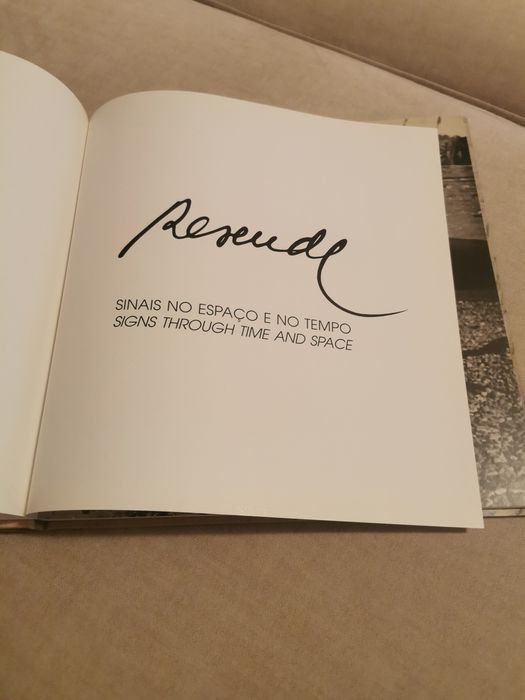 Resende
SINAIS NO ESPAÇO E NO TEMPO
SIGNS THROUGH TIME AND SPACE